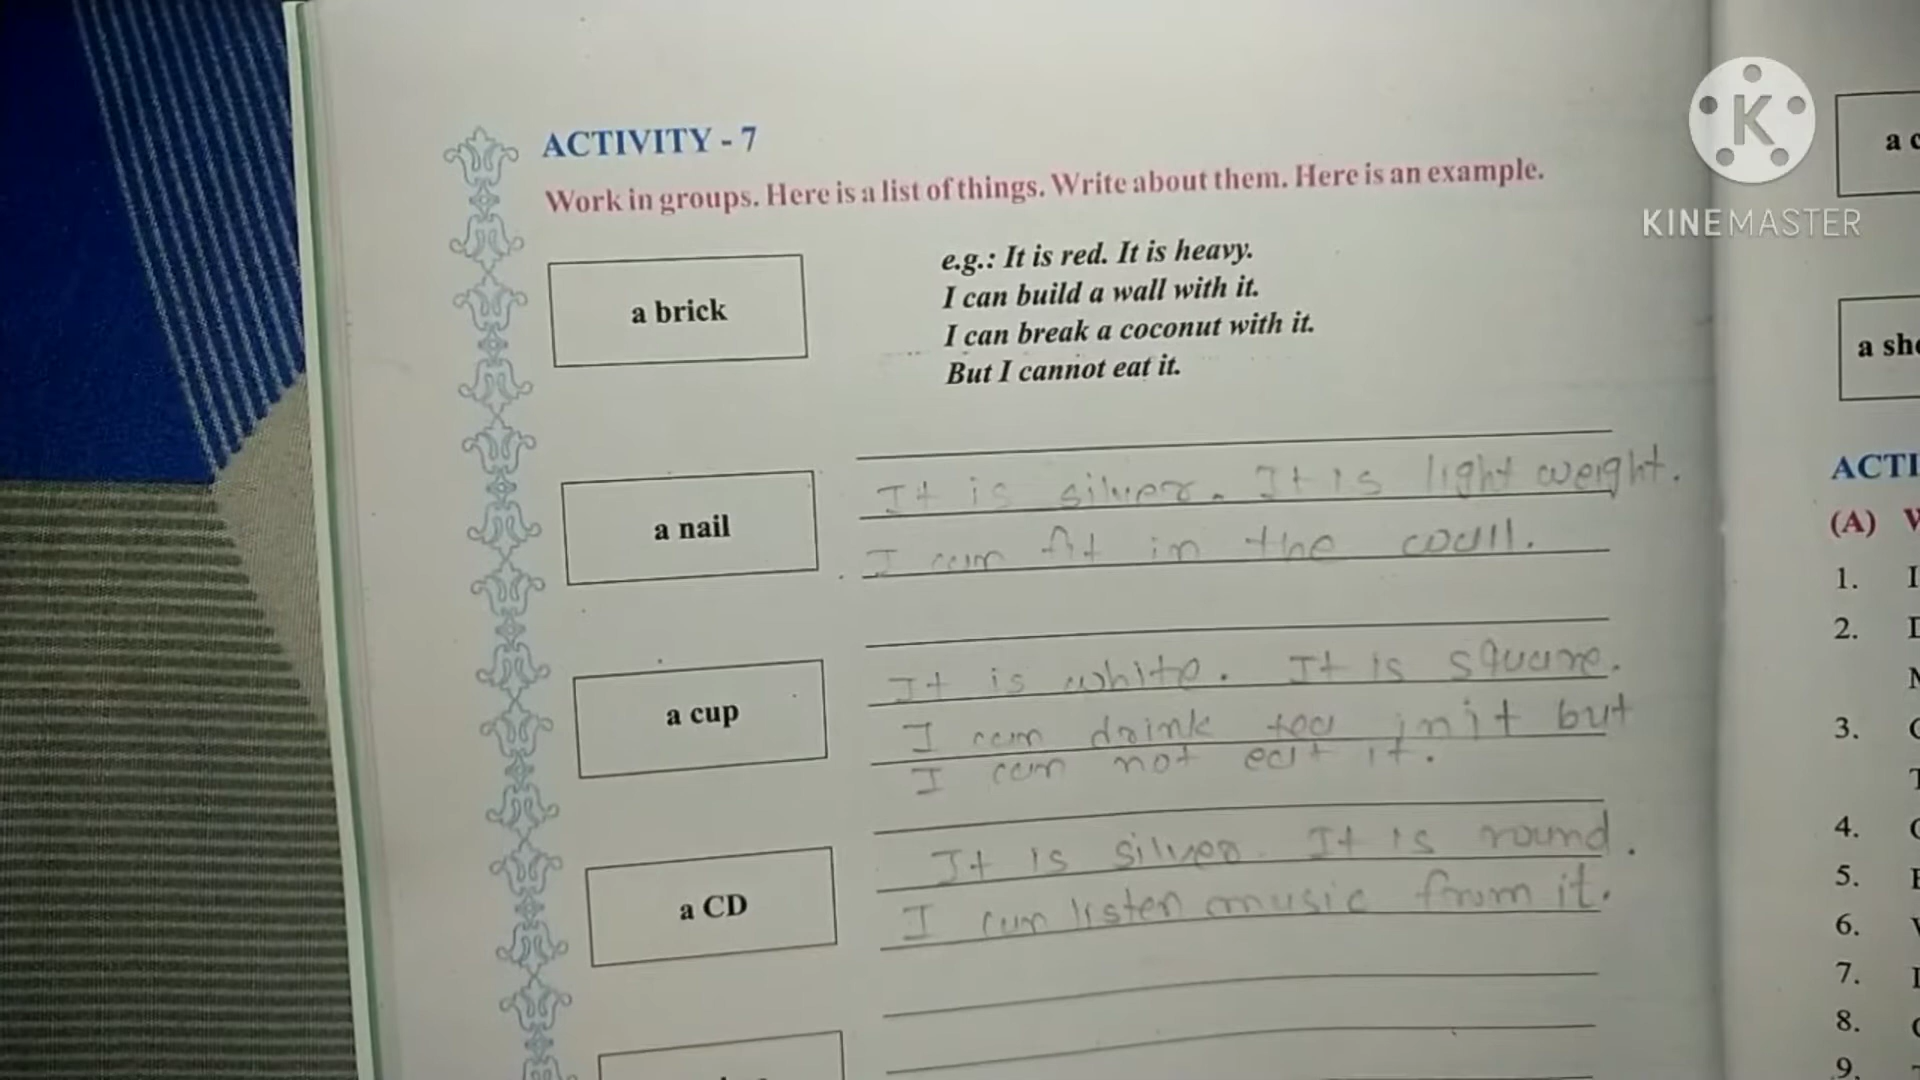 ACTIVITY - 7
Work in groups. Here is a list of things. Write about them. Here is an example.
a brick
e.g.: It is red. It is heavy.
I can build a wall with it.
I can break a coconut with it.
But I cannot eat it.
a nail
It is silver. It is light weight.
I can fit in the wall.
a cup
It is white. It is square.
I can drink tea in it but
I can not eat it.
a CD
It is silver. It is round.
I can listen music from it.
K
KINEMASTER
a
a
ACTI
(A)
1. I
2.
3.
4.
5.
6.
7.
8.
9.